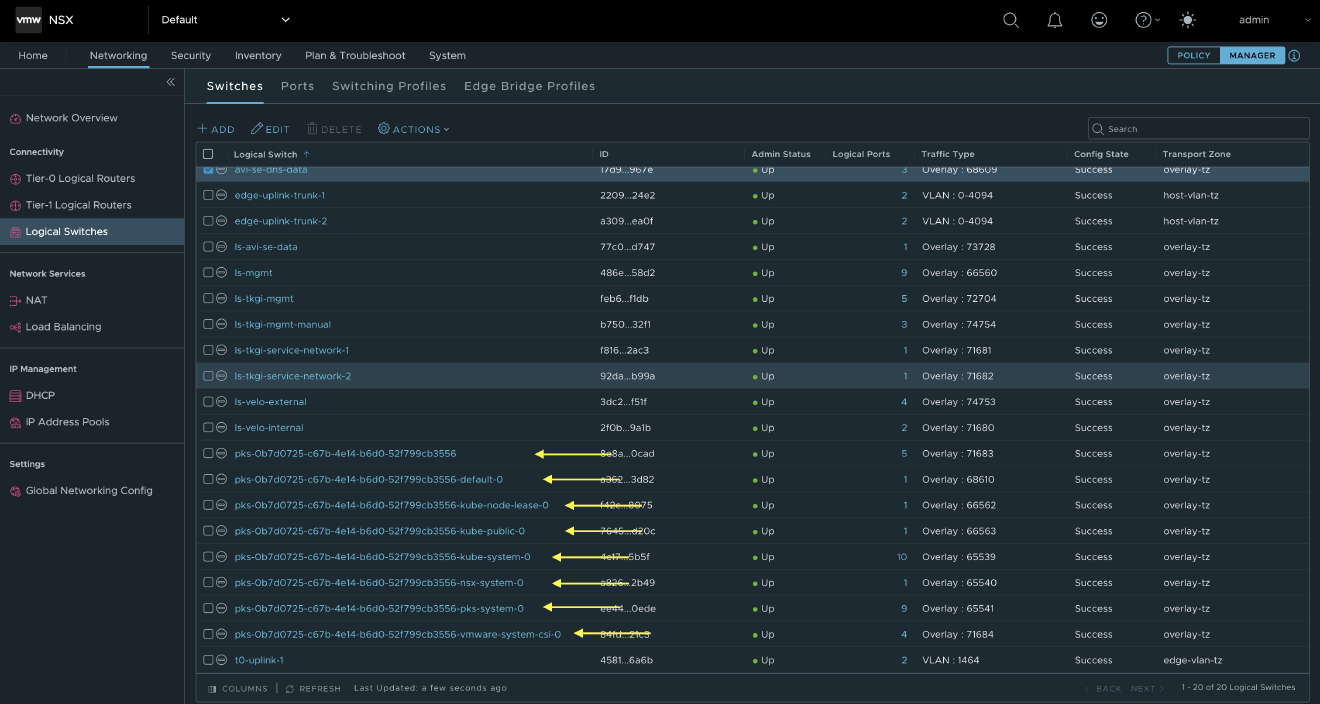 vmw NSX Default admin
Home Networking Security Inventory Plan & Troubleshoot System POLICY MANAGER
Switches Ports Switching Profiles Edge Bridge Profiles
Network Overview
Connectivity
Tier-0 Logical Routers
Tier-1 Logical Routers
Logical Switches
Network Services
NAT
Load Balancing
IP Management
DHCP
IP Address Pools
Settings
Global Networking Config
ADD EDIT DELETE ACTIONS Search
Logical Switch ID Admin Status Logical Ports Traffic Type Config State Transport Zone
avi-se-dns-data 17d9...967e Up 3 Overlay : 68609 Success overlay-tz
edge-uplink-trunk-1 2209...24e2 Up 2 VLAN : 0-4094 Success host-vlan-tz
edge-uplink-trunk-2 a309...ea0f Up 2 VLAN : 0-4094 Success host-vlan-tz
ls-avi-se-data 77c0...d747 Up 1 Overlay : 73728 Success overlay-tz
ls-mgmt 486e...58d2 Up 9 Overlay : 66560 Success overlay-tz
ls-tkgi-mgmt feb6...f1db Up 5 Overlay : 72704 Success overlay-tz
ls-tkgi-mgmt-manual b750...32f1 Up 3 Overlay : 74754 Success overlay-tz
ls-tkgi-service-network-1 f816...2ac3 Up 1 Overlay : 71681 Success overlay-tz
ls-tkgi-service-network-2 92da...b99a Up 1 Overlay : 71682 Success overlay-tz
ls-velo-external 3dc2...f51f Up 4 Overlay : 74753 Success overlay-tz
ls-velo-internal 2f0b...9a1b Up 2 Overlay : 71680 Success overlay-tz
pks-0b7d0725-c67b-4e14-b6d0-52f799cb3556 8e8a...0cad Up 5 Overlay : 71683 Success overlay-tz
pks-0b7d0725-c67b-4e14-b6d0-52f799cb3556-default-0 a362...3d82 Up 1 Overlay : 68610 Success overlay-tz
pks-0b7d0725-c67b-4e14-b6d0-52f799cb3556-kube-node-lease-0 Up 1 Overlay : 66562 Success overlay-tz
pks-0b7d0725-c67b-4e14-b6d0-52f799cb3556-kube-public-0 7645...d20c Up 1 Overlay : 66563 Success overlay-tz
pks-0b7d0725-c67b-4e14-b6d0-52f799cb3556-kube-system-0 4c17...5b5f Up 10 Overlay : 65539 Success overlay-tz
pks-0b7d0725-c67b-4e14-b6d0-52f799cb3556-nsx-system-0 a826...2b49 Up 1 Overlay : 65540 Success overlay-tz
pks-0b7d0725-c67b-4e14-b6d0-52f799cb3556-pks-system-0 ee44...0ede Up 9 Overlay : 65541 Success overlay-tz
pks-0b7d0725-c67b-4e14-b6d0-52f799cb3556-vmware-system-csi-0 Up 4 Overlay : 71684 Success overlay-tz
t0-uplink-1 4581...6a6b Up 2 VLAN : 1464 Success edge-vlan-tz
COLUMNS REFRESH Last Updated: a few seconds ago BACK NEXT 1 - 20 of 20 Logical Switches